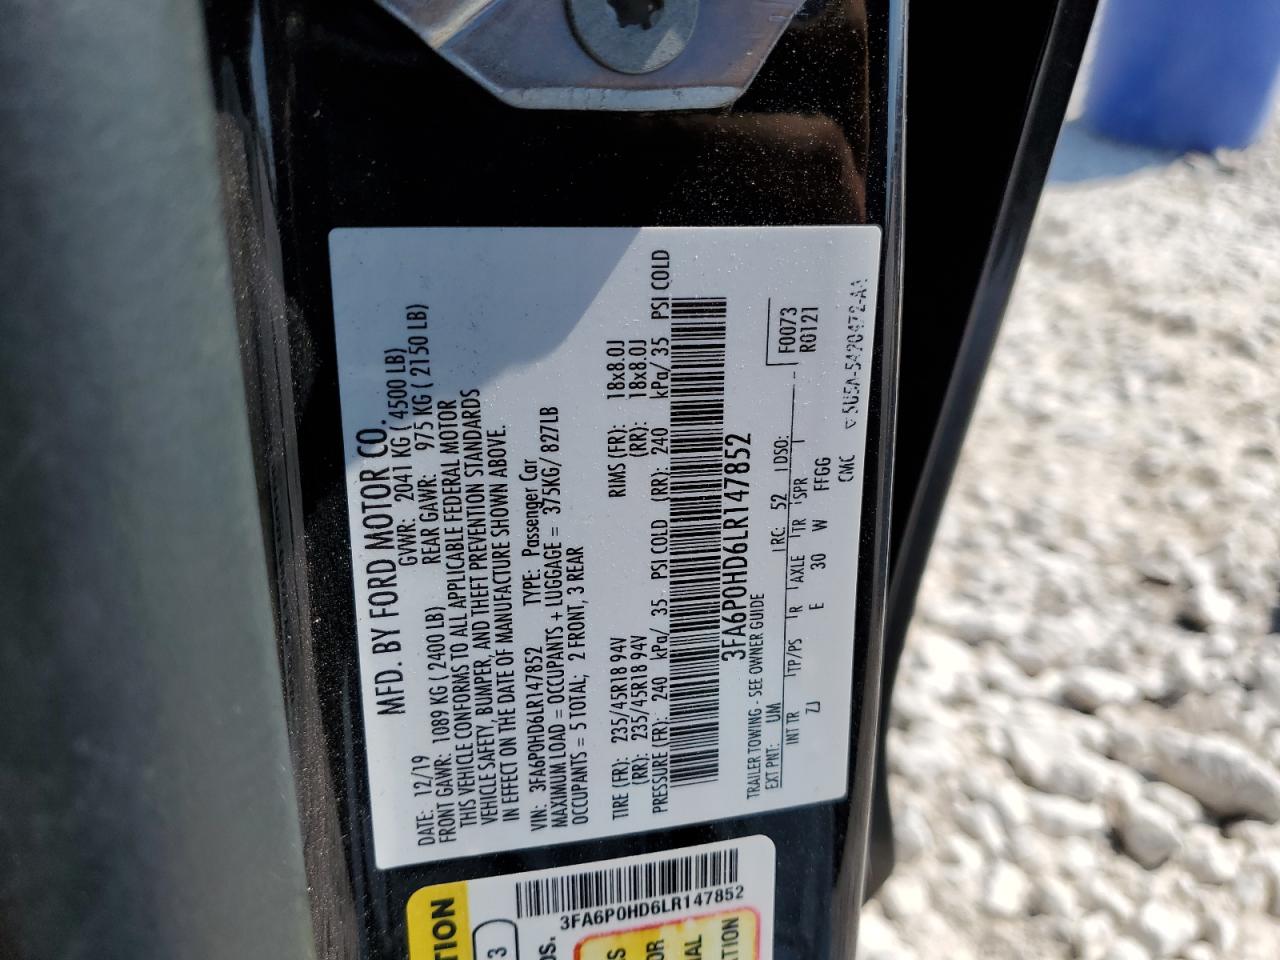 MFD. BY FORD MOTOR CO.
DATE: 12/19 GVWR: 2041 KG ( 4500 LB)
FRONT GAWR: 1089 KG ( 2400 LB) REAR GAWR: 975 KG ( 2150 LB)
THIS VEHICLE CONFORMS TO ALL APPLICABLE FEDERAL MOTOR
VEHICLE SAFETY, BUMPER, AND THEFT PREVENTION STANDARDS
IN EFFECT ON THE DATE OF MANUFACTURE SHOWN ABOVE.
VIN: 3FA6P0HD6LR147852 TYPE: Passenger Car
MAXIMUM LOAD = OCCUPANTS + LUGGAGE = 375KG/ 827LB
OCCUPANTS = 5 TOTAL; 2 FRONT, 3 REAR
TIRE (FR): 235/45R18 94V RIMS (FR): 18x8.0J
(RR): 235/45R18 94V (RR): 18x8.0J
PRESSURE (FR): 240 kPa/ 35 PSI COLD (RR): 240 kPa/ 35 PSI COLD
3FA6P0HD6LR147852
TRAILER TOWING - SEE OWNER GUIDE
EXT PNT: UM RC: 52 DSO:
F0073
R0121
INT TR TP/PS R AXLE TR SPR
ZJ E 30 W FFGG
CMC
5U5A-5420472-AA
3FA6P0HD6LR147852
TION
3